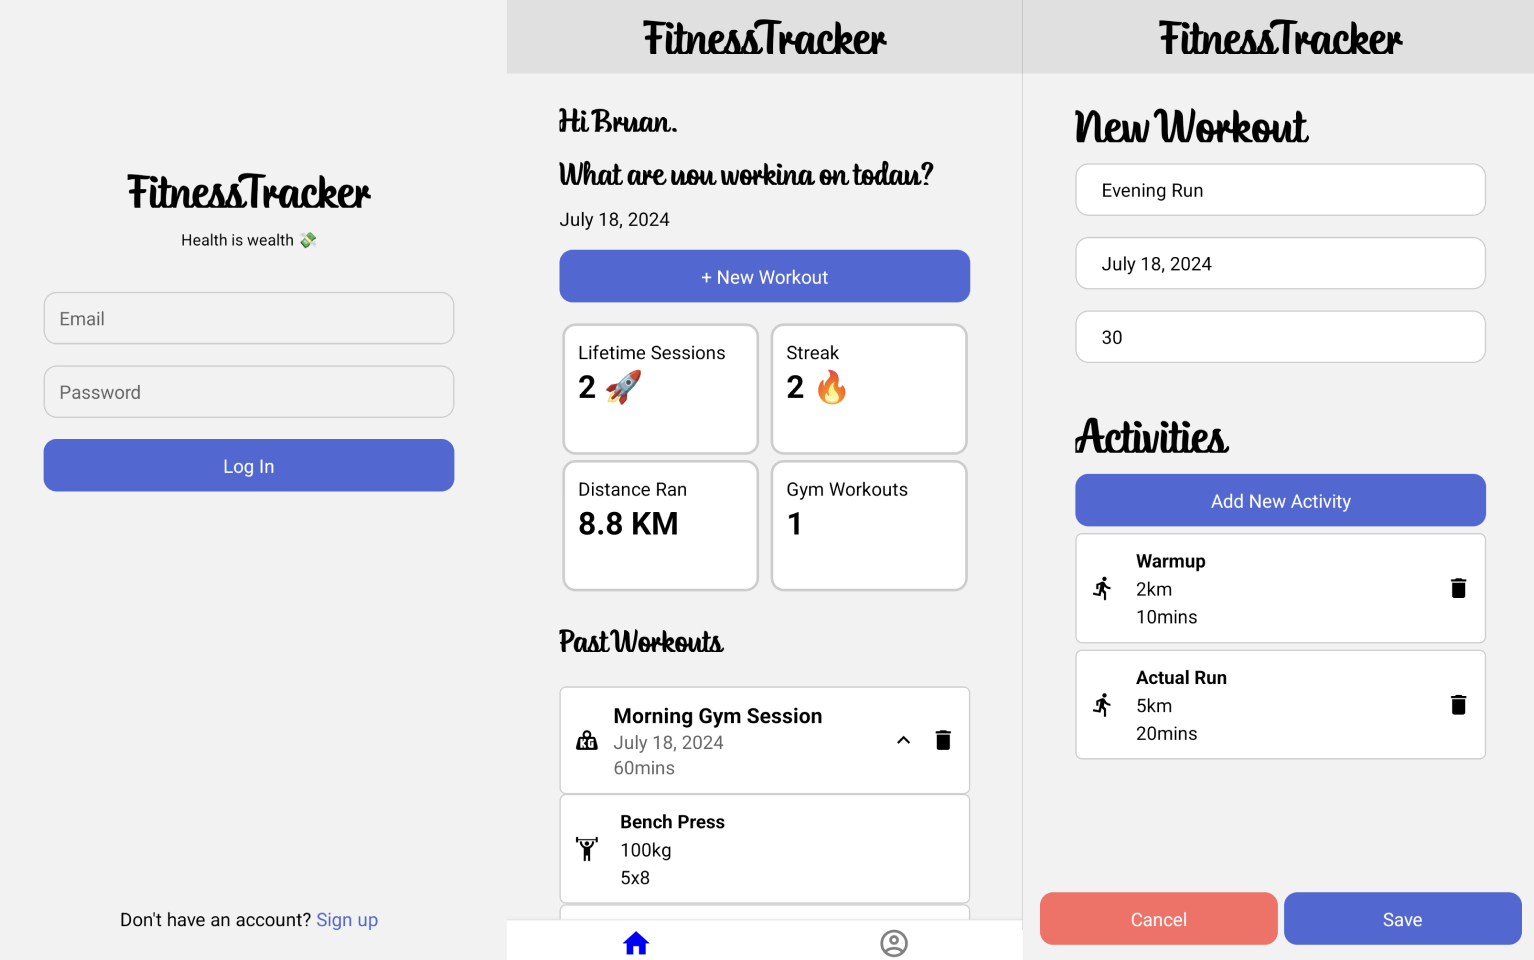 FitnessTracker
Health is wealth 💸
Email
Password
Log In
Don't have an account? Sign up
FitnessTracker
Hi Bryan.
What are you working on today?
July 18, 2024
+ New Workout
Lifetime Sessions
2 🚀
Streak
2 🔥
Distance Ran
8.8 KM
Gym Workouts
1
Past Workouts
KG
Morning Gym Session
July 18, 2024
60mins
Bench Press
100kg
5x8
FitnessTracker
New Workout
Evening Run
July 18, 2024
30
Activities
Add New Activity
Warmup
2km
10mins
Actual Run
5km
20mins
Cancel
Save